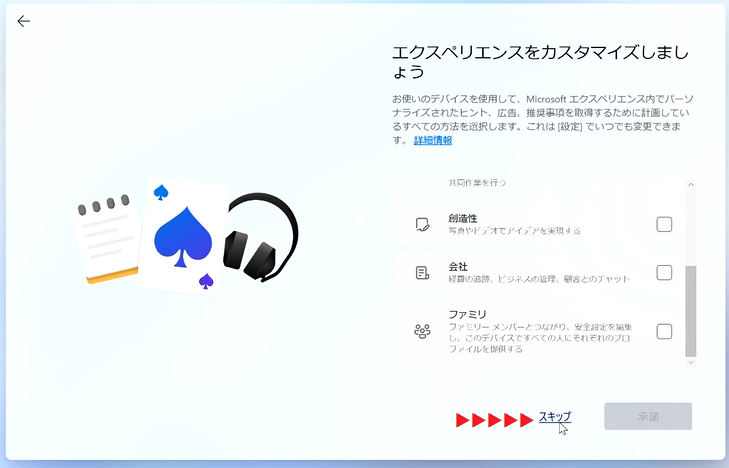 エクスペリエンスをカスタマイズしまし
ょう
お使いのデバイスを使用して、Microsoft エクスペリエンス内でパーソ
ナライズされたヒント、広告、推奨事項を取得するために計画してい
るすべての方法を選択します。これは [設定] でいつでも変更できま
す。 詳細情報
共同作業を行う
創造性
写真やビデオでアイデアを実現する
会社
経費の追跡、ビジネスの管理、顧客とのチャット
ファミリ
ファミリー メンバーとつながり、安全設定を編集
し、このデバイスですべての人にそれぞれのプロ
ファイルを提供する
スキップ
承諾